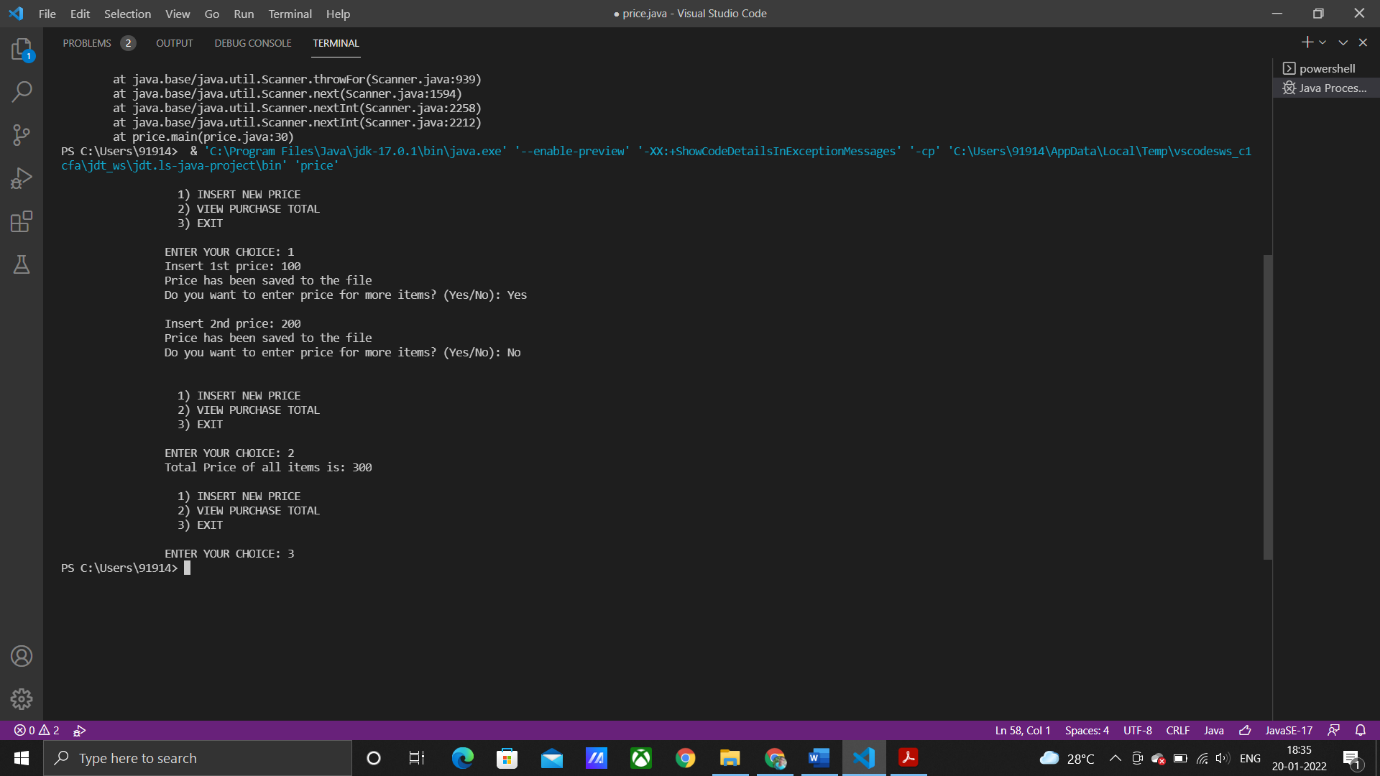 File Edit Selection View Go Run Terminal Help
● price.java - Visual Studio Code
PROBLEMS 2 OUTPUT DEBUG CONSOLE TERMINAL
powershell
Java Proces...
1
at java.base/java.util.Scanner.throwFor(Scanner.java:939)
at java.base/java.util.Scanner.next(Scanner.java:1594)
at java.base/java.util.Scanner.nextInt(Scanner.java:2258)
at java.base/java.util.Scanner.nextInt(Scanner.java:2212)
at price.main(price.java:30)
PS C:\Users\91914>  & 'C:\Program Files\Java\jdk-17.0.1\bin\java.exe' '--enable-preview' '-XX:+ShowCodeDetailsInExceptionMessages' '-cp' 'C:\Users\91914\AppData\Local\Temp\vscodesws_c1
cfa\jdt_ws\jdt.ls-java-project\bin' 'price'
1) INSERT NEW PRICE
2) VIEW PURCHASE TOTAL
3) EXIT
ENTER YOUR CHOICE: 1
Insert 1st price: 100
Price has been saved to the file
Do you want to enter price for more items? (Yes/No): Yes
Insert 2nd price: 200
Price has been saved to the file
Do you want to enter price for more items? (Yes/No): No
1) INSERT NEW PRICE
2) VIEW PURCHASE TOTAL
3) EXIT
ENTER YOUR CHOICE: 2
Total Price of all items is: 300
1) INSERT NEW PRICE
2) VIEW PURCHASE TOTAL
3) EXIT
ENTER YOUR CHOICE: 3
PS C:\Users\91914>
0 2
Ln 58, Col 1 Spaces: 4 UTF-8 CRLF Java JavaSE-17
Type here to search
28°C ENG
18:35
20-01-2022
1